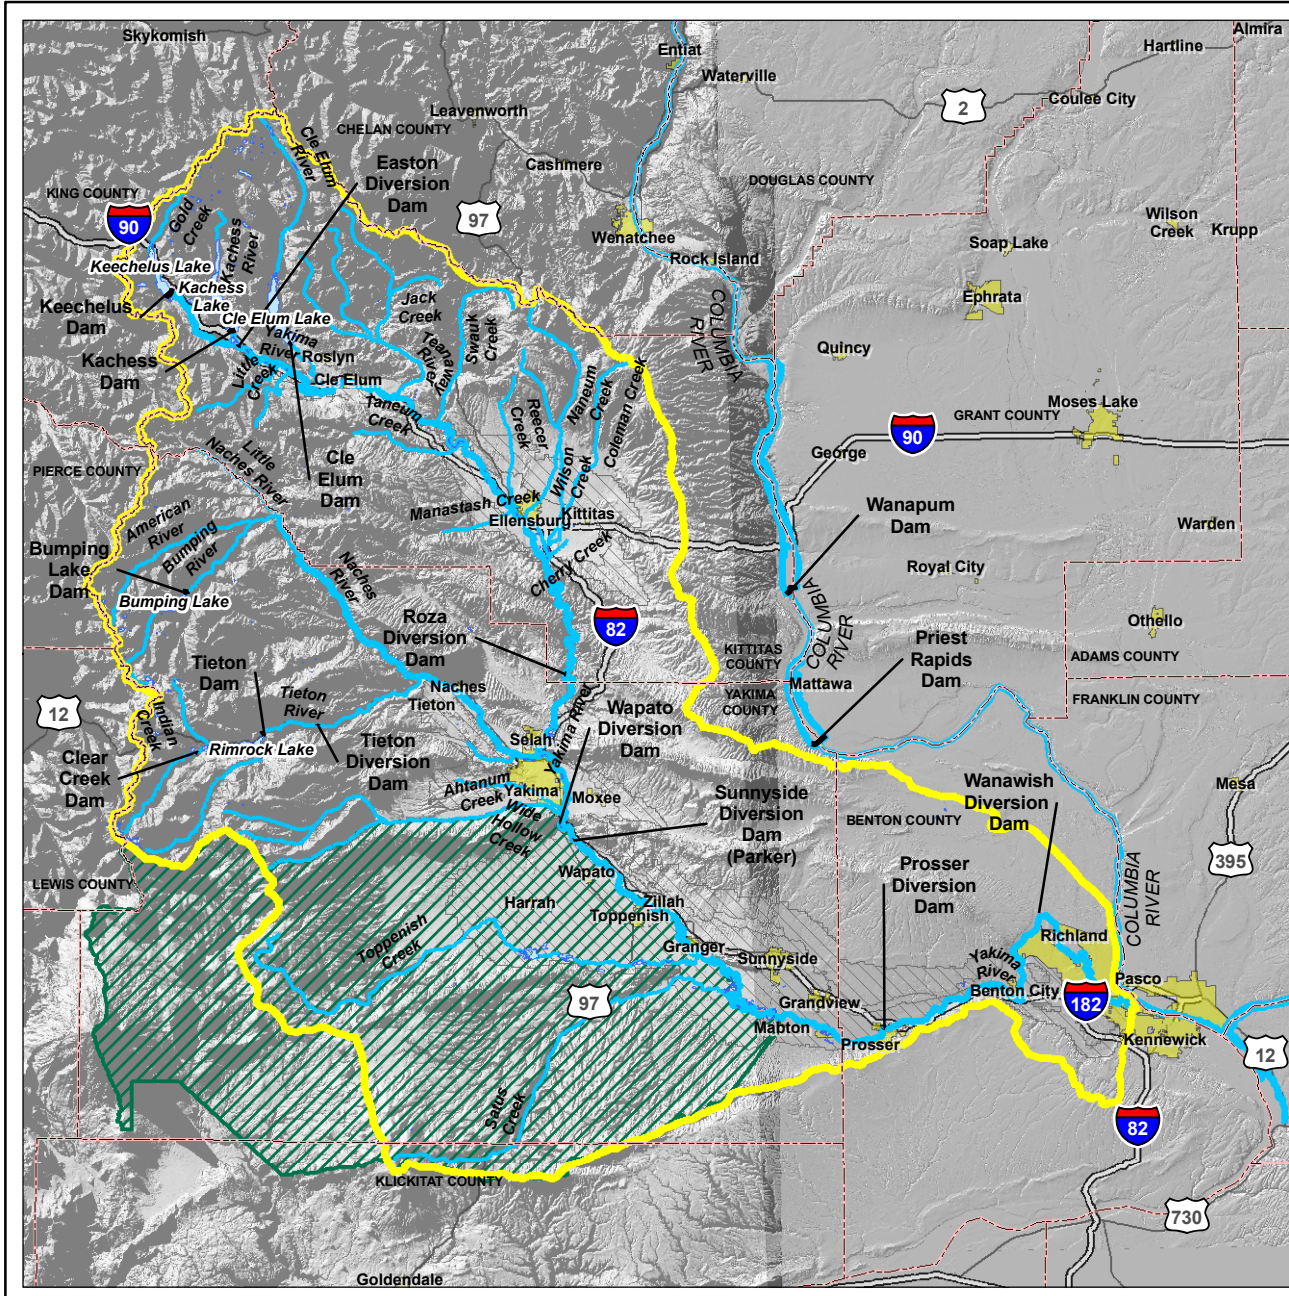 Skykomish
Entiat
Almira
Hartline
Waterville
Coulee City
2
Leavenworth
CHELAN COUNTY
Cle Elum
River
Easton
Diversion
Dam
Cashmere
DOUGLAS COUNTY
KING COUNTY
90
Gold
Creek
Kachess
River
97
Wenatchee
Wilson
Creek
Krupp
Soap Lake
Rock Island
Keechelus Lake
Kachess
Lake
Keechelus
Dam
Cle Elum Lake
Jack
Creek
COLUMBIA
RIVER
Ephrata
Yakima
River
Roslyn
Kachess
Dam
Little
Creek
Cle Elum
Teanaway
River
Swauk
Creek
Quincy
Taneum
Creek
Reecer
Creek
Naneum
Creek
Coleman Creek
Moses Lake
GRANT COUNTY
90
George
Little
Naches River
PIERCE COUNTY
Cle
Elum
Dam
Wilson
Creek
Manastash Creek
Ellensburg
Kittitas
Wanapum
Dam
Warden
American
River
Bumping
River
Bumping
Lake
Dam
Bumping Lake
Naches
River
Cherry Creek
Royal City
COLUMBIA
RIVER
Othello
Roza
Diversion
Dam
82
Priest
Rapids
Dam
KITTITAS
COUNTY
ADAMS COUNTY
Tieton
Dam
Tieton
River
Naches
Tieton
Mattawa
YAKIMA
COUNTY
FRANKLIN COUNTY
12
Indian
Creek
Yakima River
Wapato
Diversion
Dam
Clear
Creek
Dam
Rimrock Lake
Tieton
Diversion
Dam
Selah
Ahtanum
Creek
Yakima
Moxee
Wide
Hollow
Creek
Sunnyside
Diversion
Dam
(Parker)
Wanawish
Diversion
Dam
Mesa
BENTON COUNTY
395
LEWIS COUNTY
Wapato
Prosser
Diversion
Dam
Harrah
Zillah
Toppenish
COLUMBIA
RIVER
Toppenish
Creek
Granger
Sunnyside
Richland
Yakima
River
Pasco
97
Grandview
Benton City
182
Mabton
Prosser
Kennewick
12
Satus
Creek
82
KLICKITAT COUNTY
730
Goldendale